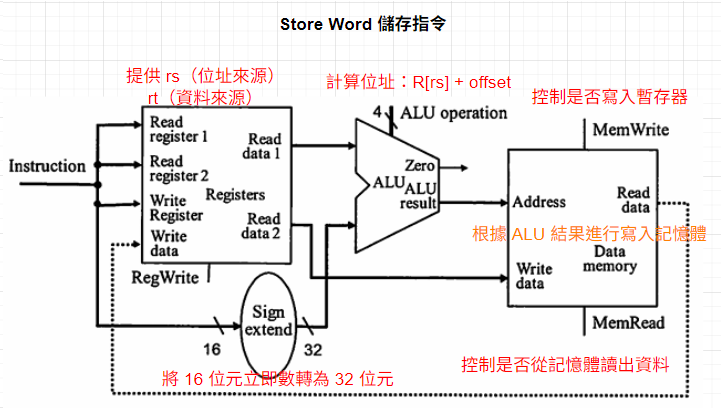 Store Word 儲存指令
提供 rs（位址來源）
rt（資料來源）
計算位址：R[rs] + offset
控制是否寫入暫存器
4
ALU operation
MemWrite
Instruction
Read
register 1
Read
register 2
Write
Register
Write
data
Registers
Read
data 1
Read
data 2
RegWrite
Zero
ALU
ALU
result
Address
Read
data
根據 ALU 結果進行寫入記憶體
Data
memory
Write
data
MemRead
Sign
extend
16
32
控制是否從記憶體讀出資料
將 16 位元立即數轉為 32 位元